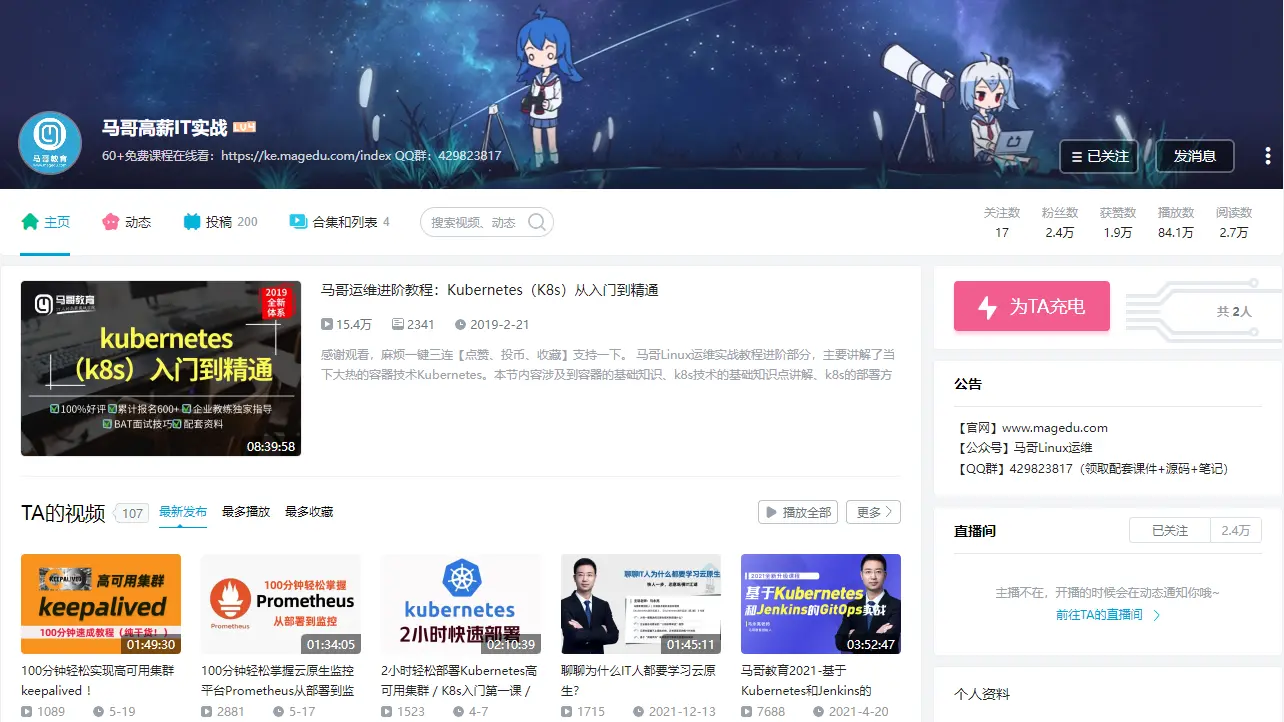 马哥高薪IT实战 LV4
60+免费课程在线看：https://ke.magedu.com/index QQ群：429823817
马哥教育
已关注
发消息
主页
动态
投稿 200
合集和列表 4
搜索视频、动态
关注数 粉丝数 获赞数 播放数 阅读数
17 2.4万 1.9万 84.1万 2.7万
马哥教育
2019
全新
体系
kubernetes
（k8s）入门到精通
100%好评 累计报名600+ 企业教练独家指导
BAT面试技巧 配套资料
08:39:58
马哥运维进阶教程：Kubernetes（K8s）从入门到精通
15.4万 2341 2019-2-21
感谢观看，麻烦一键三连【点赞、投币、收藏】支持一下。 马哥Linux运维实战教程进阶部分，主要讲解了当
下大热的容器技术Kubernetes。本节内容涉及到容器的基础知识、k8s技术的基础知识点讲解、k8s的部署方
为TA充电
共 2人
公告
【官网】www.magedu.com
【公众号】马哥Linux运维
【QQ群】429823817（领取配套课件+源码+笔记）
TA的视频 107 最新发布 最多播放 最多收藏
播放全部
更多
KEEPALIVED 高可用集群
keepalived
100分钟速成教程（纯干货！）
01:49:30
100分钟轻松实现高可用集群
keepalived！
1089 5-19
100分钟轻松掌握
Prometheus
从部署到监控
Prometheus
01:34:05
100分钟轻松掌握云原生监控
平台Prometheus从部署到监
2881 5-17
kubernetes
2小时快速部署
02:10:39
2小时轻松部署Kubernetes高
可用集群 / K8s入门第一课 /
1523 4-7
聊聊IT人为什么都要学习云原生
01:45:11
聊聊为什么IT人都要学习云原
生？
1715 2021-12-13
2021全新升级课程
基于Kubernetes
和Jenkins的GitOps实战
03:52:47
马哥教育2021-基于
Kubernetes和Jenkins的
7688 2021-4-20
直播间
已关注 2.4万
主播不在，开播的时候会在动态通知你哦~
前往TA的直播间
个人资料